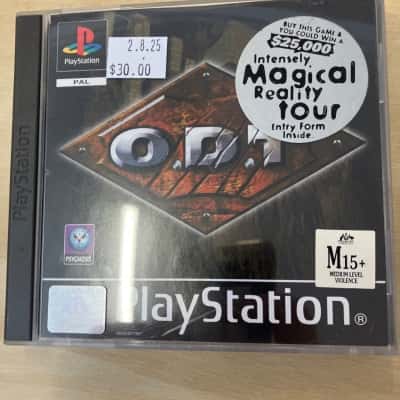 PlayStation
PlayStation
PAL
2.8.25
$30.00
BUY THIS GAME &
YOU COULD WIN A
$25,000*
Intensely
Magical
Reality
tour
Entry Form
Inside.
O.D.T
PSYGNOSIS
M15+
MEDIUM LEVEL
VIOLENCE
PlayStation®